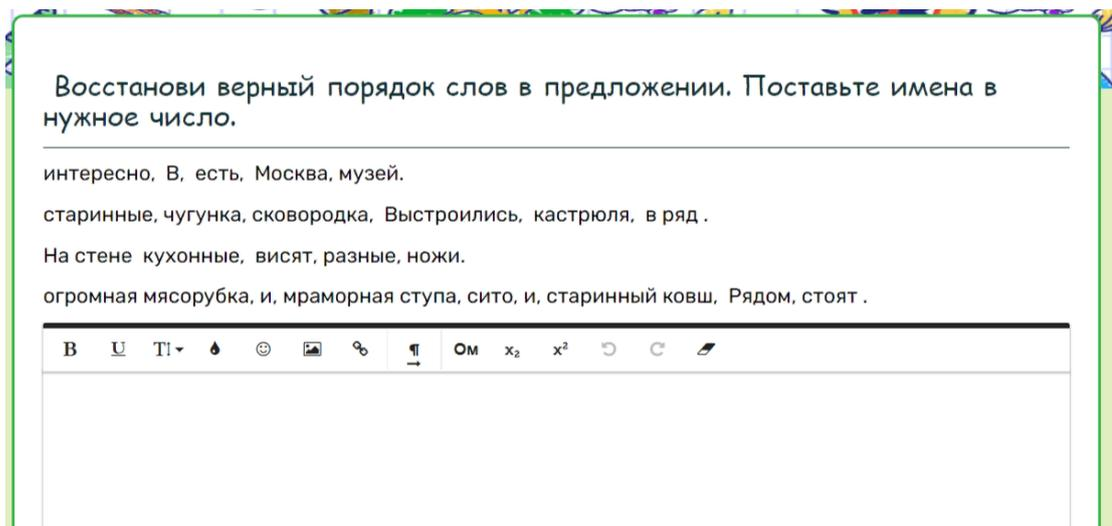 Восстанови верный порядок слов в предложении. Поставьте имена в
нужное число.
интересно, В, есть, Москва, музей.
старинные, чугунка, сковородка, Выстроились, кастрюля, в ряд .
На стене кухонные, висят, разные, ножи.
огромная мясорубка, и, мраморная ступа, сито, и, старинный ковш, Рядом, стоят .
B U TI ¶ Ом x₂ x²